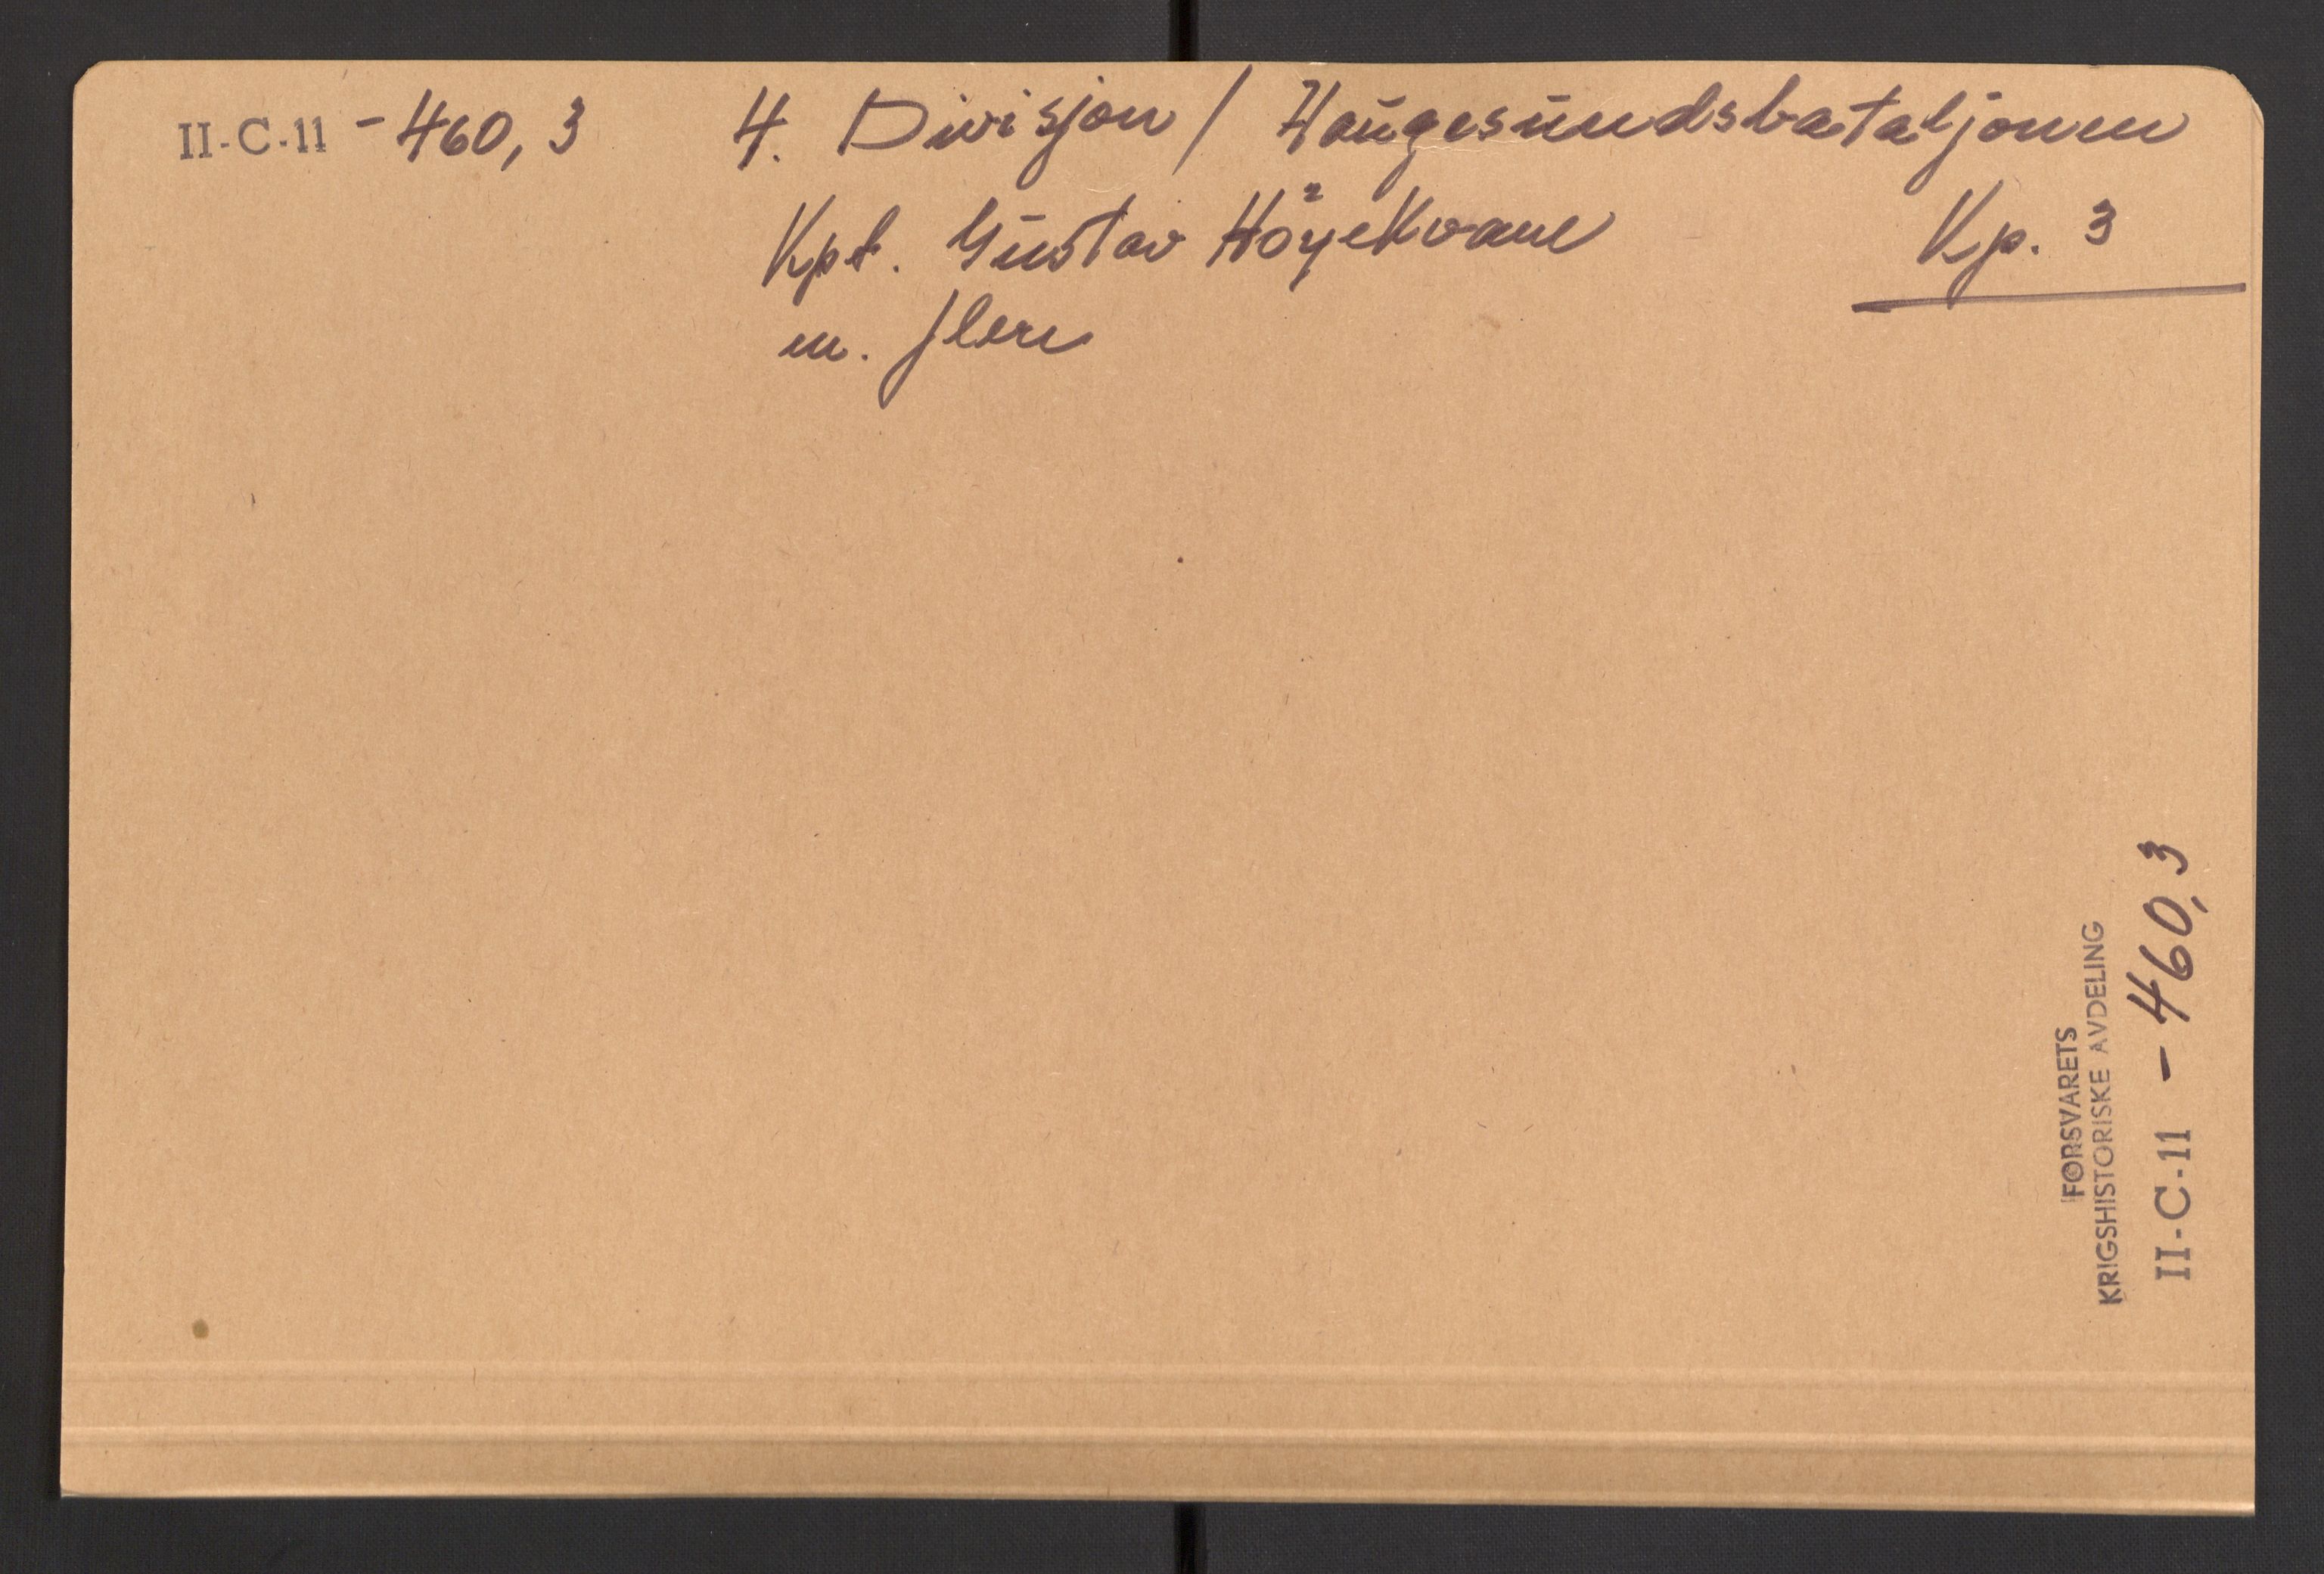 II-C-11 - 460, 3 4. Divisjon / Haugesundsbataljonen
Kpt. Gustav Höyekvam Kp. 3
m. flere
FORSVARETS
KRIGSHISTORISKE AVDELING
II-C-11 - 460, 3